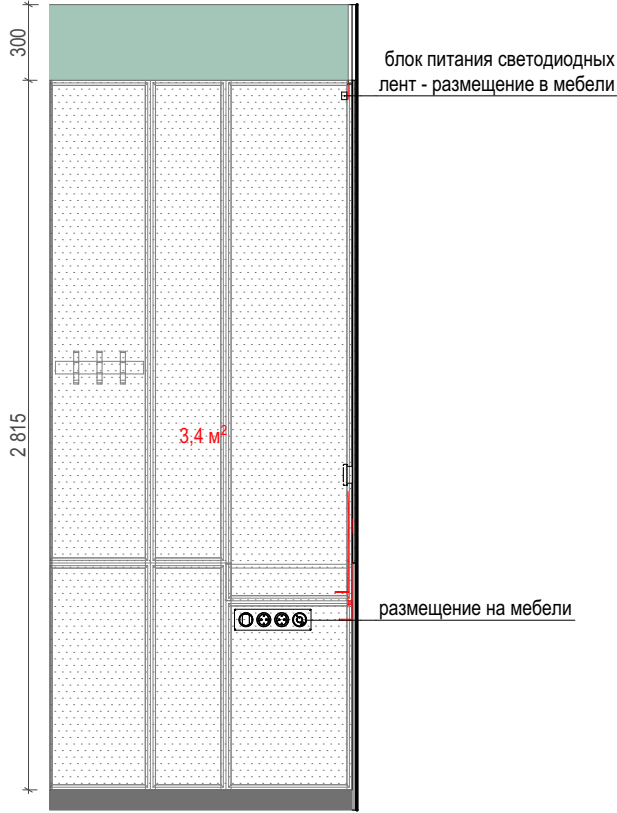 300
блок питания светодиодных
лент - размещение в мебели
2 815
3,4 м²
размещение на мебели